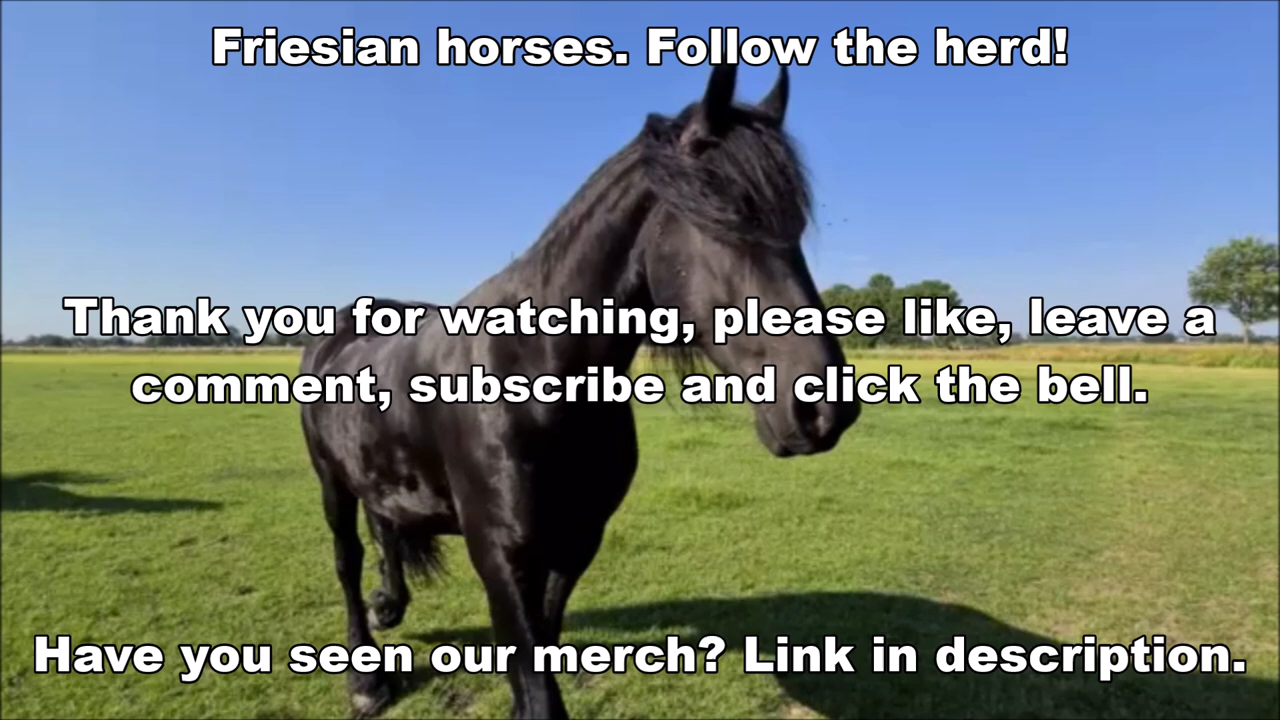 Friesian horses. Follow the herd!
Thank you for watching, please like, leave a
comment, subscribe and click the bell.
Have you seen our merch? Link in description.